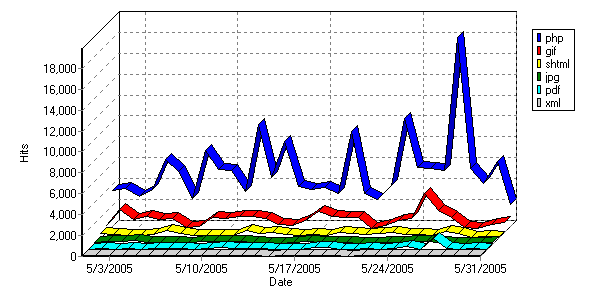 18,000
16,000
14,000
12,000
10,000
8,000
6,000
4,000
2,000
0
Hits
5/3/2005 5/10/2005 5/17/2005 5/24/2005 5/31/2005
Date
php
gif
shtml
jpg
pdf
xml